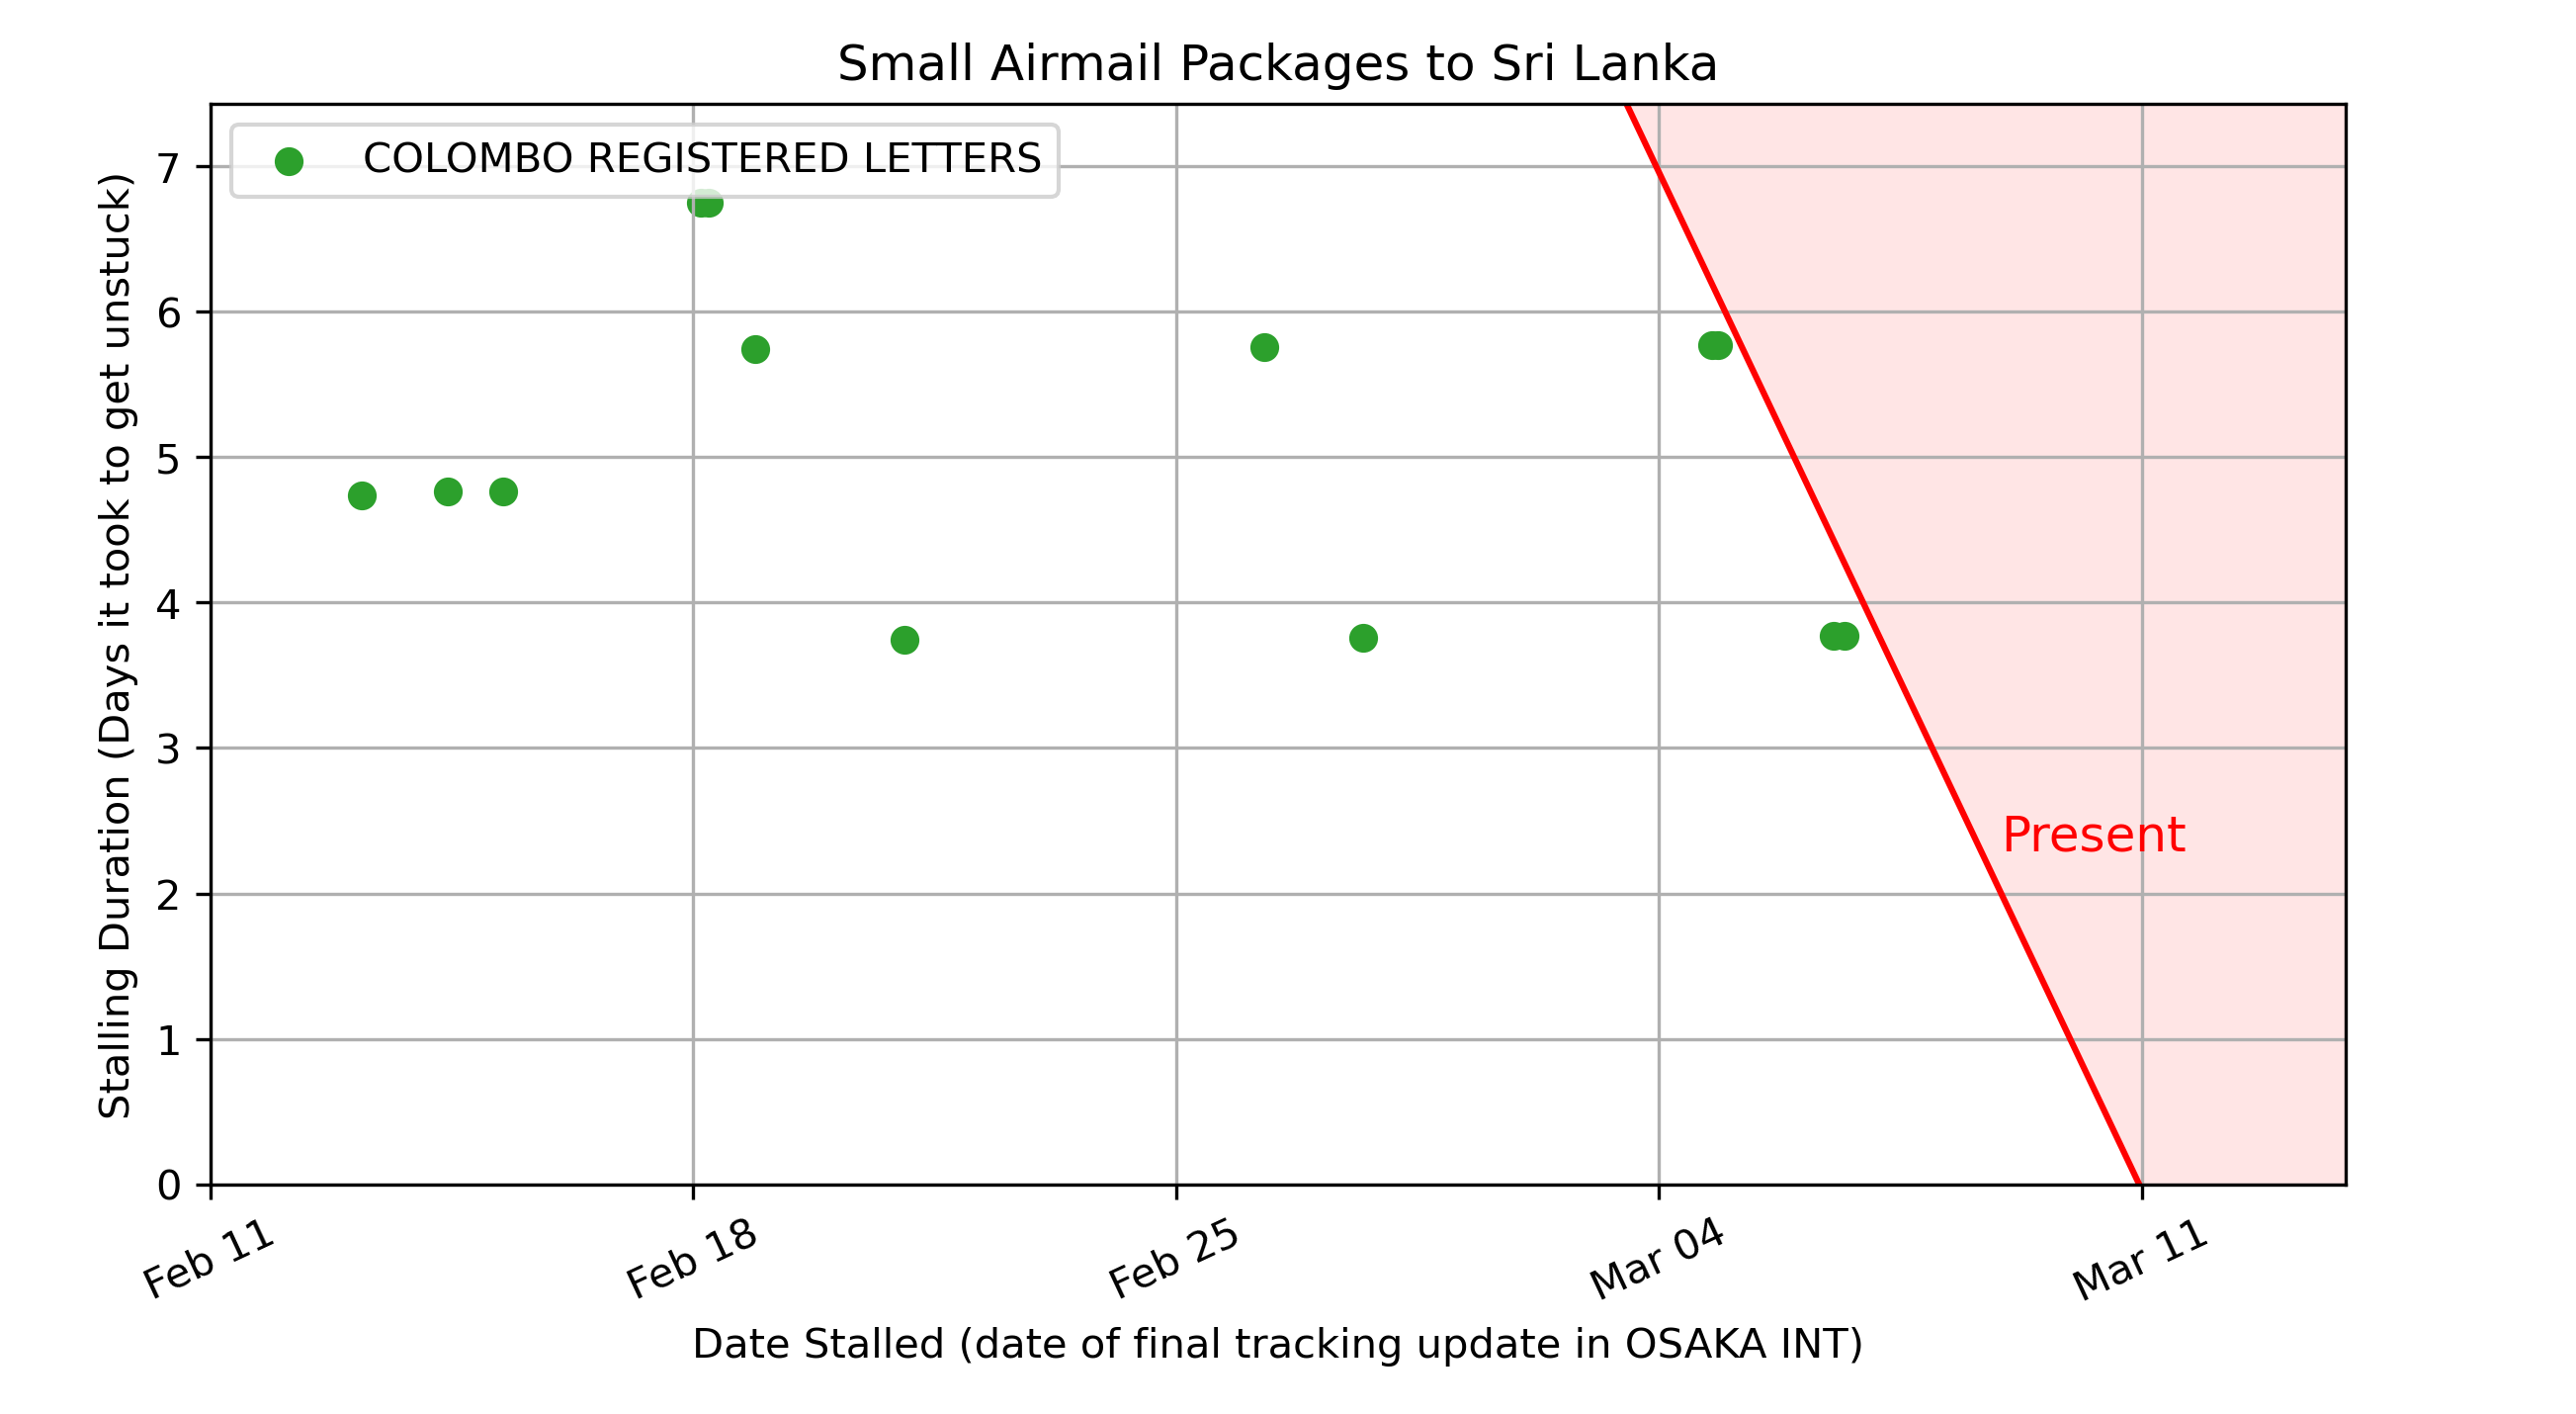 Small Airmail Packages to Sri Lanka
COLOMBO REGISTERED LETTERS
Stalling Duration (Days it took to get unstuck)
7
6
5
4
3
2
1
0
Present
Feb 11
Feb 18
Feb 25
Mar 04
Mar 11
Date Stalled (date of final tracking update in OSAKA INT)